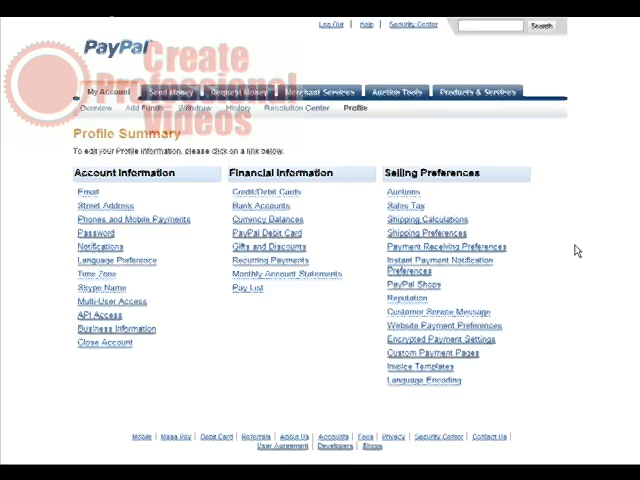 Log Out | Help | Security Center Search
PayPal
Create
Professional
Videos
My Account Send Money Request Money Merchant Services Auction Tools Products & Services
Overview Add Funds Withdraw History Resolution Center Profile
Profile Summary
To edit your Profile information, please click on a link below.
Account Information
Email
Street Address
Phones and Mobile Payments
Password
Notifications
Language Preference
Time Zone
Skype Name
Multi-User Access
API Access
Business Information
Close Account
Financial Information
Credit/Debit Cards
Bank Accounts
Currency Balances
PayPal Debit Card
Gifts and Discounts
Recurring Payments
Monthly Account Statements
Pay List
Selling Preferences
Auctions
Sales Tax
Shipping Calculations
Shipping Preferences
Payment Receiving Preferences
Instant Payment Notification
Preferences
PayPal Shops
Reputation
Customer Service Message
Website Payment Preferences
Encrypted Payment Settings
Custom Payment Pages
Invoice Templates
Language Encoding
Mobile | Mass Pay | Debit Card | Referrals | About Us | Accounts | Fees | Privacy | Security Center | Contact Us |
User Agreement | Developers | Shops